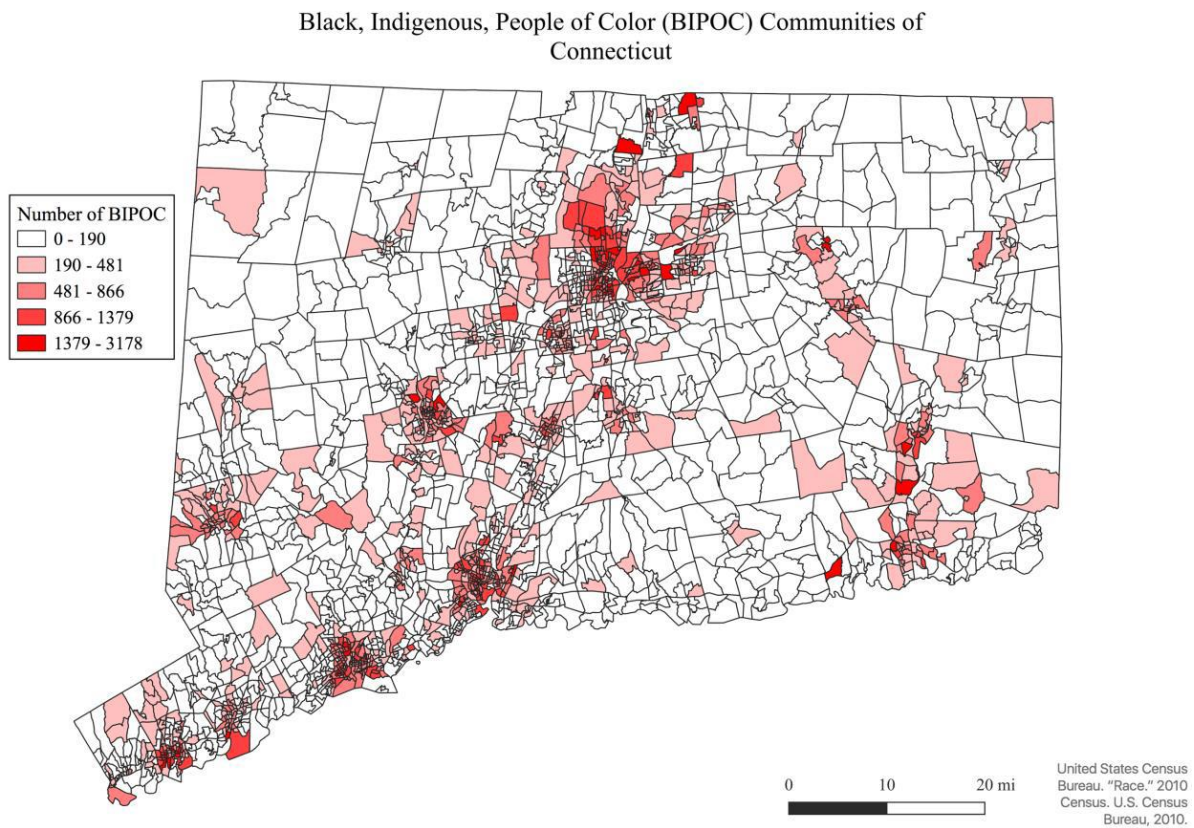 Black, Indigenous, People of Color (BIPOC) Communities of
Connecticut
Number of BIPOC
0 - 190
190 - 481
481 - 866
866 - 1379
1379 - 3178
0 10 20 mi
United States Census
Bureau. “Race.” 2010
Census. U.S. Census
Bureau, 2010.